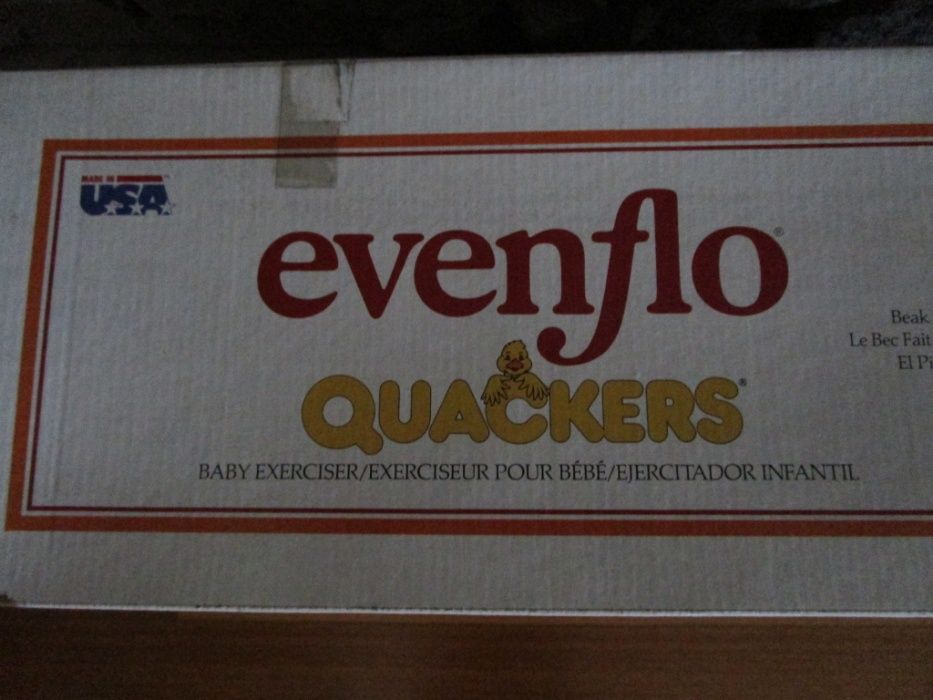 MADE IN
USA
evenflo®
QUACKERS®
BABY EXERCISER/EXERCISEUR POUR BÉBÉ/EJERCITADOR INFANTIL
Beak
Le Bec Fait
El Pi